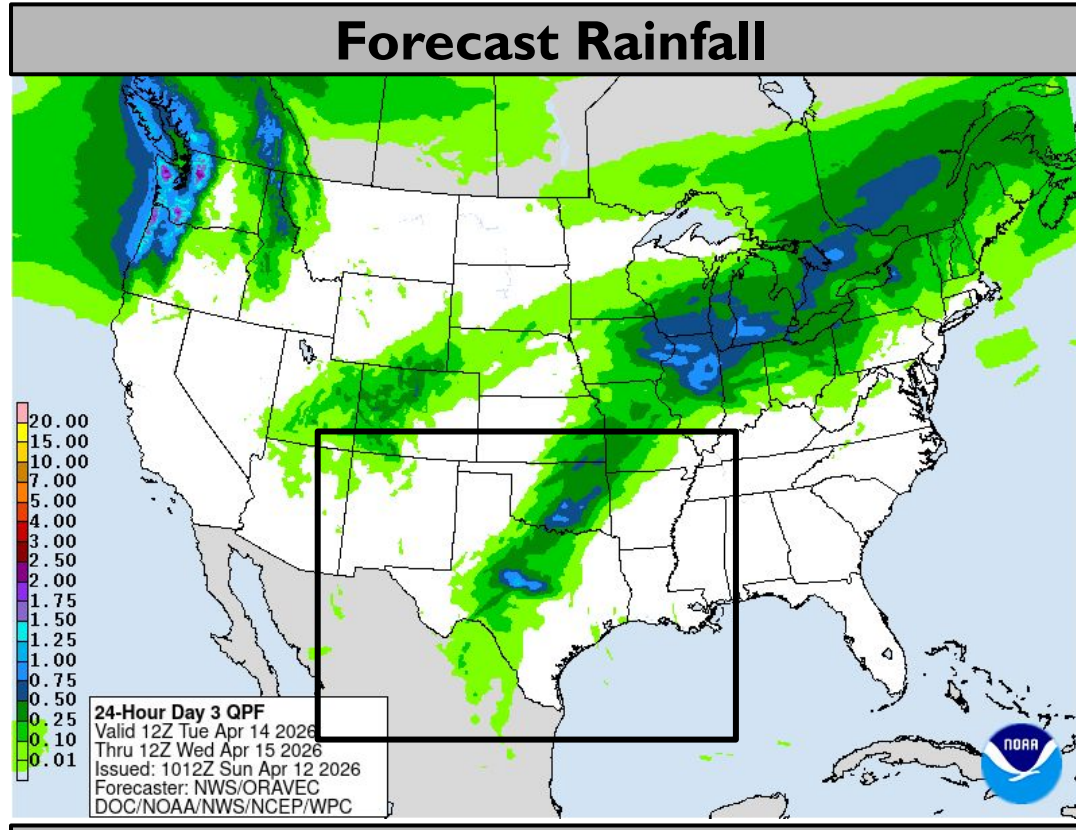 Forecast Rainfall
20.00
15.00
10.00
7.00
5.00
4.00
3.00
2.50
2.00
1.75
1.50
1.25
1.00
0.75
0.50
0.25
0.10
0.01
24-Hour Day 3 QPF
Valid 12Z Tue Apr 14 2026
Thru 12Z Wed Apr 15 2026
Issued: 1012Z Sun Apr 12 2026
Forecaster: NWS/ORAVEC
DOC/NOAA/NWS/NCEP/WPC
NOAA